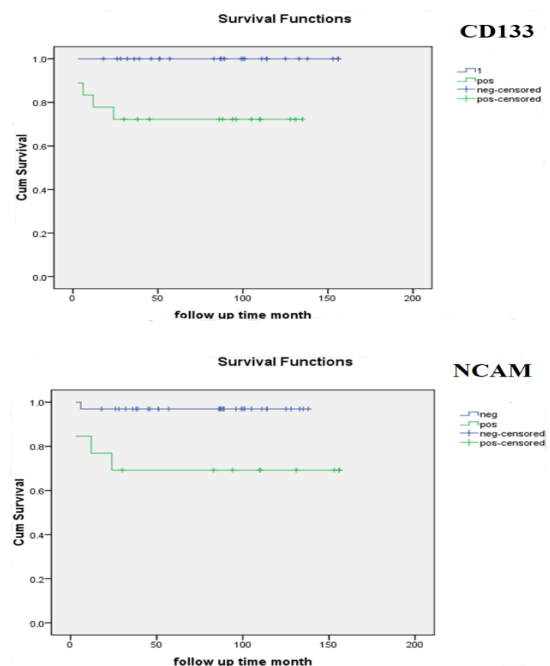 Survival Functions
CD133
1
pos
neg-censored
pos-censored
1.0
0.8
0.6
0.4
0.2
0.0
Cum Survival
0 50 100 150 200
follow up time month
Survival Functions
NCAM
neg
pos
neg-censored
pos-censored
1.0
0.8
0.6
0.4
0.2
0.0
Cum Survival
0 50 100 150 200
follow up time month